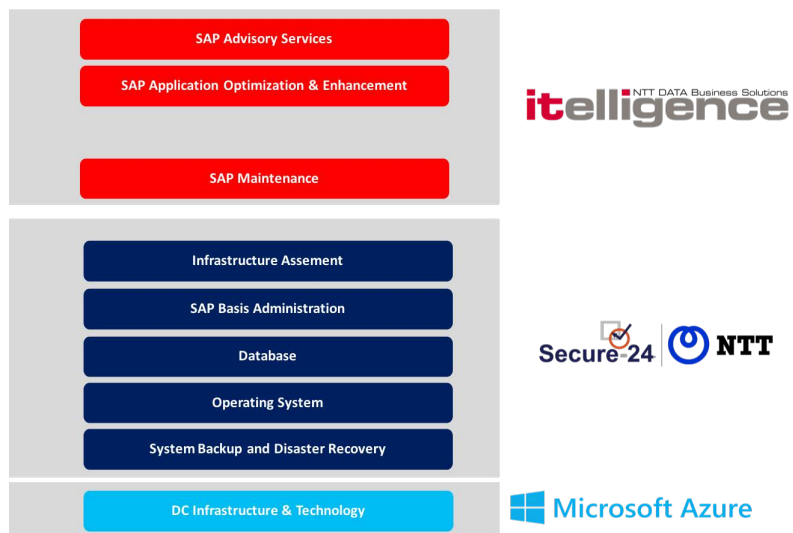 SAP Advisory Services
SAP Application Optimization & Enhancement
SAP Maintenance
NTT DATA Business Solutions
itelligence
Infrastructure Assement
SAP Basis Administration
Database
Operating System
System Backup and Disaster Recovery
Secure-24
NTT
DC Infrastructure & Technology
Microsoft Azure